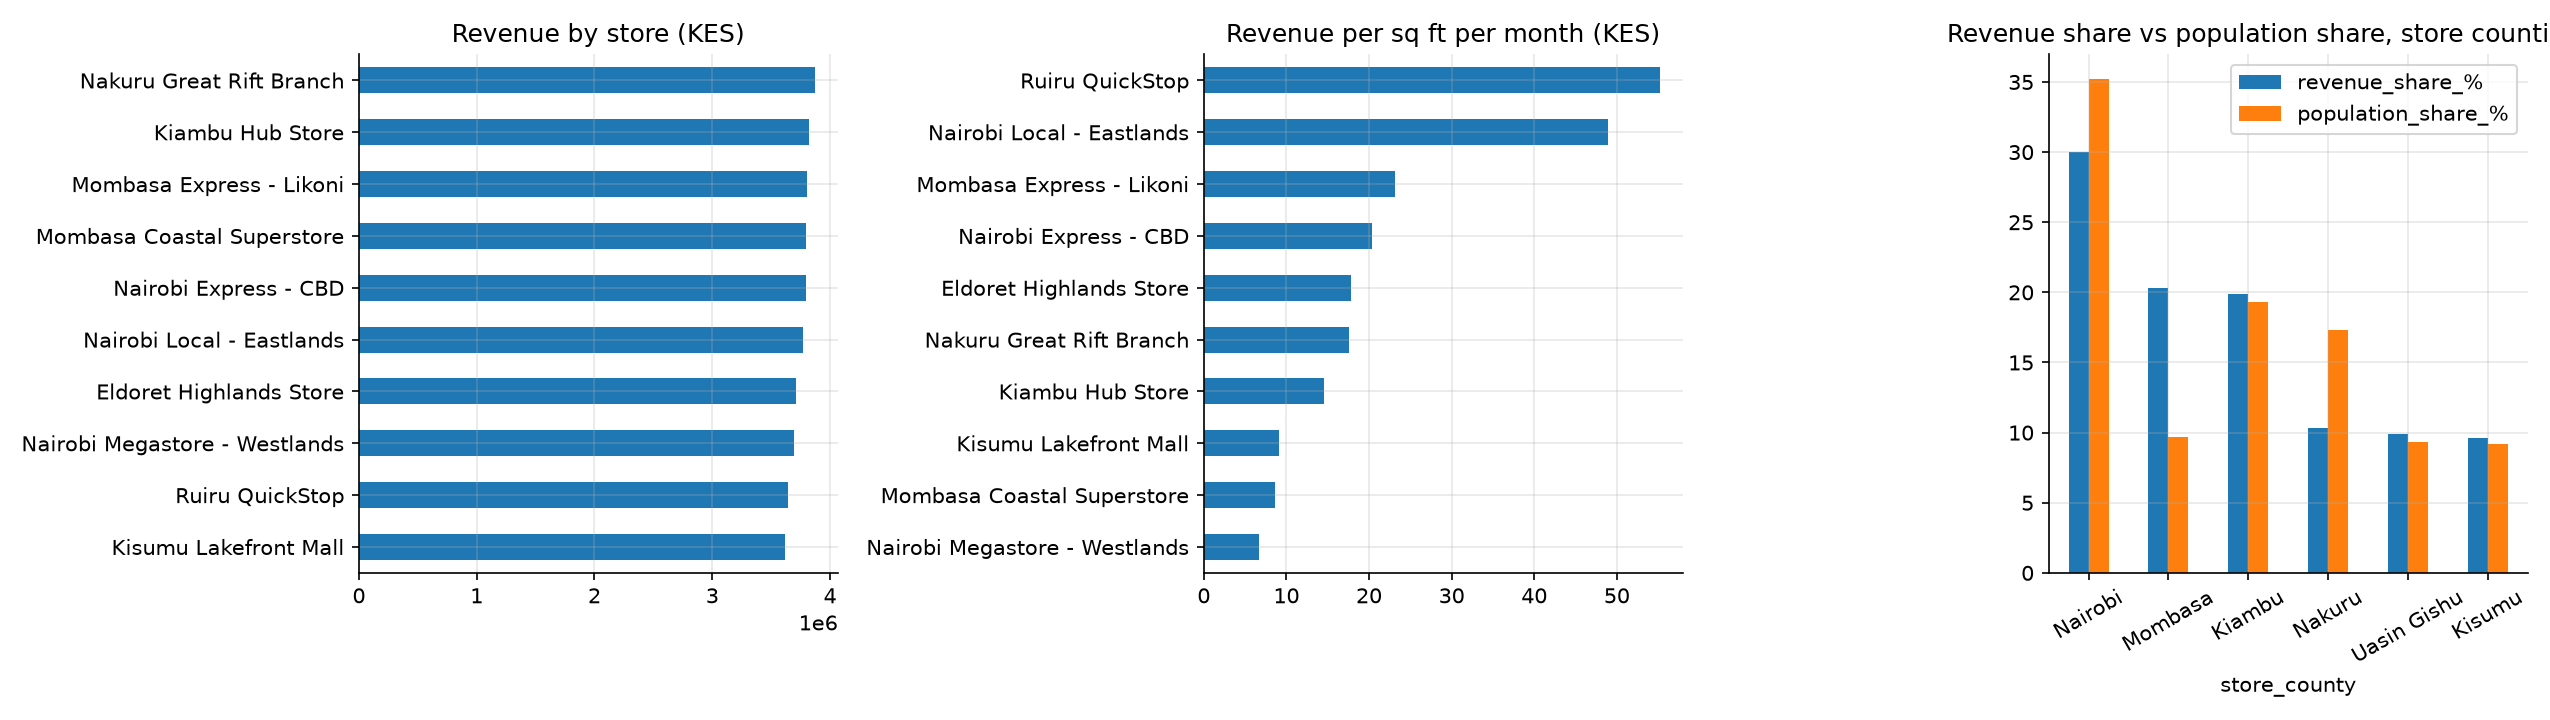 Revenue by store (KES)
Nakuru Great Rift Branch
Kiambu Hub Store
Mombasa Express - Likoni
Mombasa Coastal Superstore
Nairobi Express - CBD
Nairobi Local - Eastlands
Eldoret Highlands Store
Nairobi Megastore - Westlands
Ruiru QuickStop
Kisumu Lakefront Mall
0 1 2 3 4
1e6
Revenue per sq ft per month (KES)
Ruiru QuickStop
Nairobi Local - Eastlands
Mombasa Express - Likoni
Nairobi Express - CBD
Eldoret Highlands Store
Nakuru Great Rift Branch
Kiambu Hub Store
Kisumu Lakefront Mall
Mombasa Coastal Superstore
Nairobi Megastore - Westlands
0 10 20 30 40 50
Revenue share vs population share, store counti
revenue_share_%
population_share_%
35
30
25
20
15
10
5
0
Nairobi Mombasa Kiambu Nakuru Uasin Gishu Kisumu
store_county